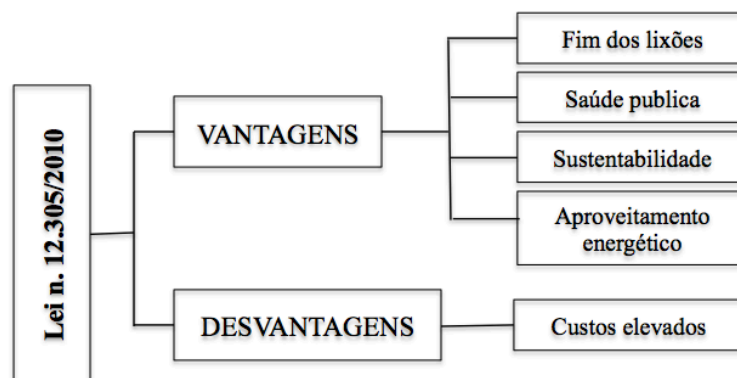 Lei n. 12.305/2010
VANTAGENS
Fim dos lixões
Saúde publica
Sustentabilidade
Aproveitamento
energético
DESVANTAGENS
Custos elevados